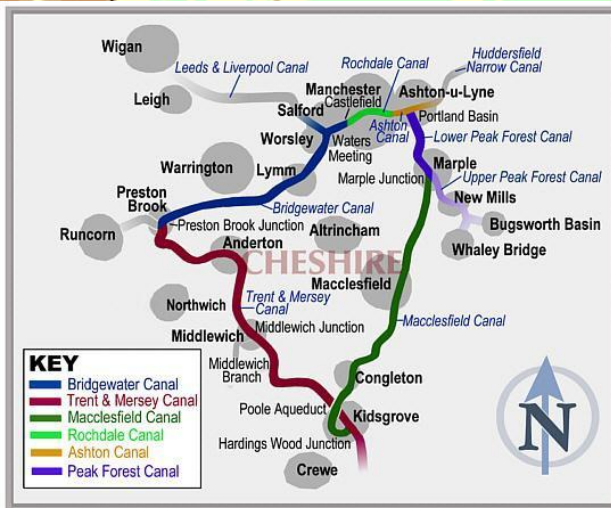 Wigan
Huddersfield
Narrow Canal
Rochdale Canal
Leeds & Liverpool Canal
Manchester
Castlefield
Ashton-u-Lyne
Leigh
Salford
Portland Basin
Ashton
Canal
Worsley
Waters
Meeting
Lower Peak Forest Canal
Warrington
Lymm
Marple
Marple Junction
Upper Peak Forest Canal
Preston
Brook
New Mills
Bridgewater Canal
Bugsworth Basin
Preston Brook Junction
Runcorn
Altrincham
Anderton
Whaley Bridge
CHESHIRE
Macclesfield
Trent & Mersey
Canal
Northwich
Macclesfield Canal
Middlewich
Middlewich Junction
Middlewich
Branch
Congleton
Poole Aqueduct
Kidsgrove
Hardings Wood Junction
Crewe
KEY
Bridgewater Canal
Trent & Mersey Canal
Macclesfield Canal
Rochdale Canal
Ashton Canal
Peak Forest Canal
N